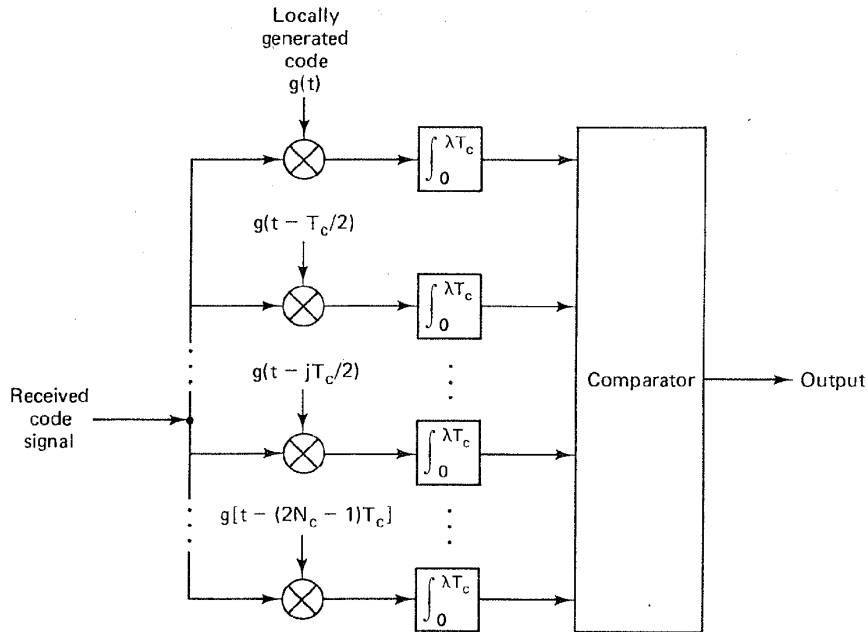 Locally
generated
code
g(t)
∫₀^λT_c
g(t − T_c/2)
∫₀^λT_c
g(t − jT_c/2)
Comparator
Output
Received
code
signal
∫₀^λT_c
g[t − (2N_c − 1)T_c]
∫₀^λT_c